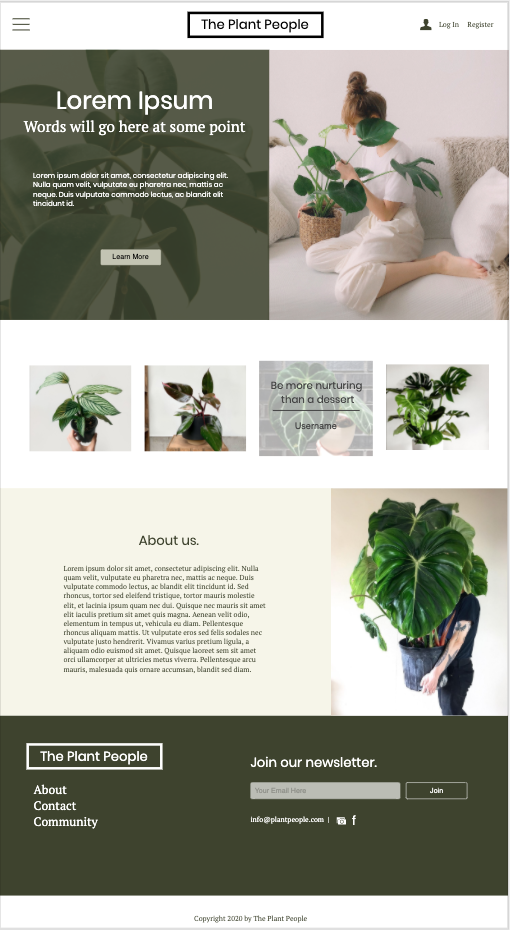 The Plant People
Log In
Register
Lorem Ipsum
Words will go here at some point
Lorem ipsum dolor sit amet, consectetur adipiscing elit.
Nulla quam velit, vulputate eu pharetra nec, mattis ac
neque. Duis vulputate commodo lectus, ac blandit elit
tincidunt id.
Learn More
Be more nurturing
than a dessert
Username
About us.
Lorem ipsum dolor sit amet, consectetur adipiscing elit. Nulla
quam velit, vulputate eu pharetra nec, mattis ac neque. Duis
vulputate commodo lectus, ac blandit elit tincidunt id. Sed
rhoncus, tortor sed eleifend tristique, tortor mauris molestie
elit, et lacinia ipsum quam nec dui. Quisque nec mauris sit amet
elit iaculis pretium sit amet quis magna. Aenean velit odio,
elementum in tempus ut, vehicula eu diam. Pellentesque
rhoncus aliquam mattis. Ut vulputate eros sed felis sodales nec
vulputate justo hendrerit. Vivamus varius pretium ligula, a
aliquam odio euismod sit amet. Quisque laoreet sem sit amet
orci ullamcorper at ultricies metus viverra. Pellentesque arcu
mauris, malesuada quis ornare accumsan, blandit sed diam.
The Plant People
About
Contact
Community
Join our newsletter.
Your Email Here
Join
info@plantpeople.com |
Copyright 2020 by The Plant People